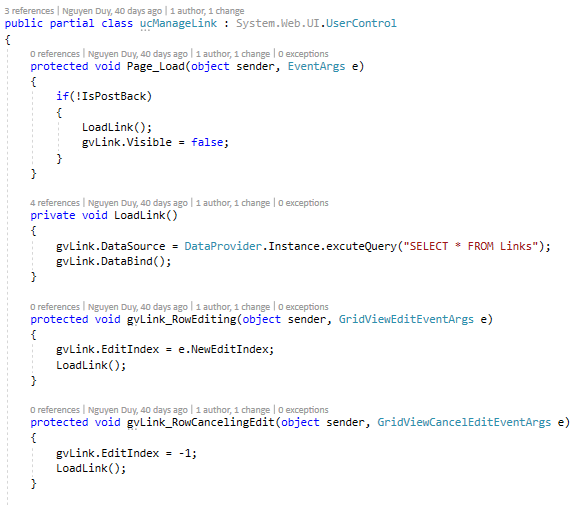 3 references | Nguyen Duy, 40 days ago | 1 author, 1 change
public partial class ucManageLink : System.Web.UI.UserControl
{
0 references | Nguyen Duy, 40 days ago | 1 author, 1 change | 0 exceptions
protected void Page_Load(object sender, EventArgs e)
{
if(!IsPostBack)
{
LoadLink();
gvLink.Visible = false;
}
}
4 references | Nguyen Duy, 40 days ago | 1 author, 1 change | 0 exceptions
private void LoadLink()
{
gvLink.DataSource = DataProvider.Instance.excuteQuery("SELECT * FROM Links");
gvLink.DataBind();
}
0 references | Nguyen Duy, 40 days ago | 1 author, 1 change | 0 exceptions
protected void gvLink_RowEditing(object sender, GridViewEditEventArgs e)
{
gvLink.EditIndex = e.NewEditIndex;
LoadLink();
}
0 references | Nguyen Duy, 40 days ago | 1 author, 1 change | 0 exceptions
protected void gvLink_RowCancelingEdit(object sender, GridViewCancelEditEventArgs e)
{
gvLink.EditIndex = -1;
LoadLink();
}